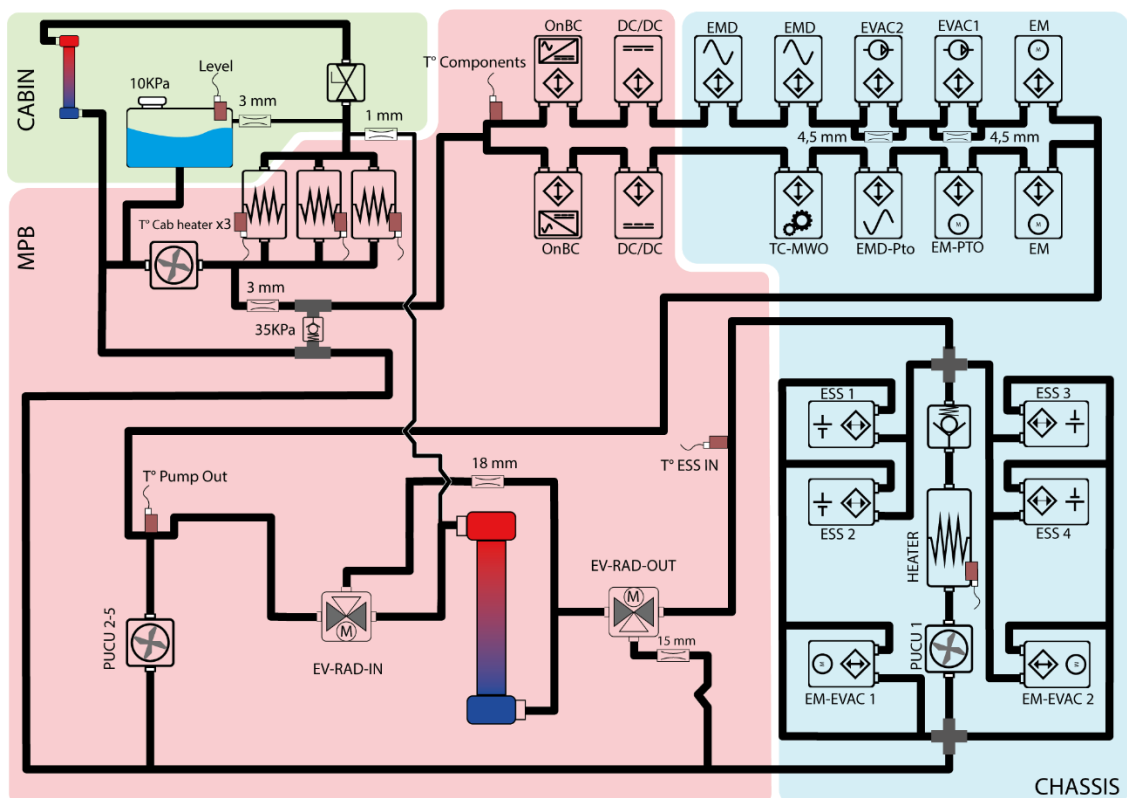 OnBC
DC/DC
EMD
EMD
EVAC2
EVAC1
EM
M
CABIN
10KPa
Level
3 mm
1 mm
T° Components
4,5 mm
4,5 mm
T° Cab heater x3
OnBC
DC/DC
TC-MWO
EMD-Pto
M
EM-PTO
M
EM
MPB
3 mm
35KPa
ESS 1
ESS 3
T° ESS IN
T° Pump Out
18 mm
ESS 2
ESS 4
HEATER
EV-RAD-OUT
M
PUCU 2-5
M
EV-RAD-IN
15 mm
PUCU 1
M
M
EM-EVAC 1
EM-EVAC 2
CHASSIS